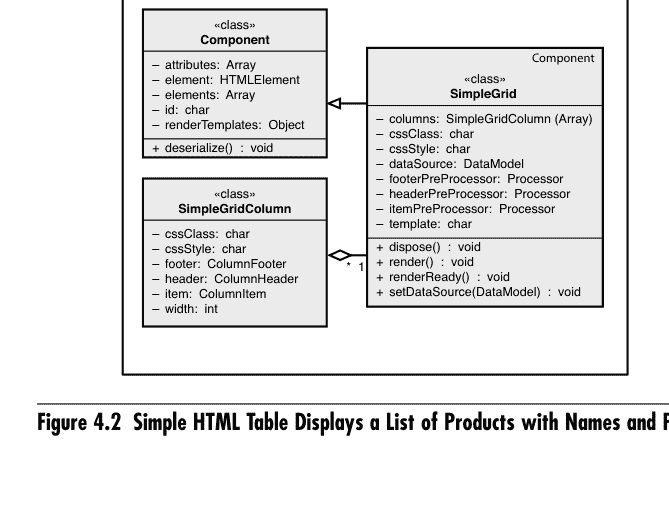 «class»
Component
– attributes: Array
– element: HTMLElement
– elements: Array
– id: char
– renderTemplates: Object
+ deserialize() : void
Component
«class»
SimpleGrid
– columns: SimpleGridColumn (Array)
– cssClass: char
– cssStyle: char
– dataSource: DataModel
– footerPreProcessor: Processor
– headerPreProcessor: Processor
– itemPreProcessor: Processor
– template: char
+ dispose() : void
+ render() : void
+ renderReady() : void
+ setDataSource(DataModel) : void
«class»
SimpleGridColumn
– cssClass: char
– cssStyle: char
– footer: ColumnFooter
– header: ColumnHeader
– item: ColumnItem
– width: int
* 1
Figure 4.2 Simple HTML Table Displays a List of Products with Names and